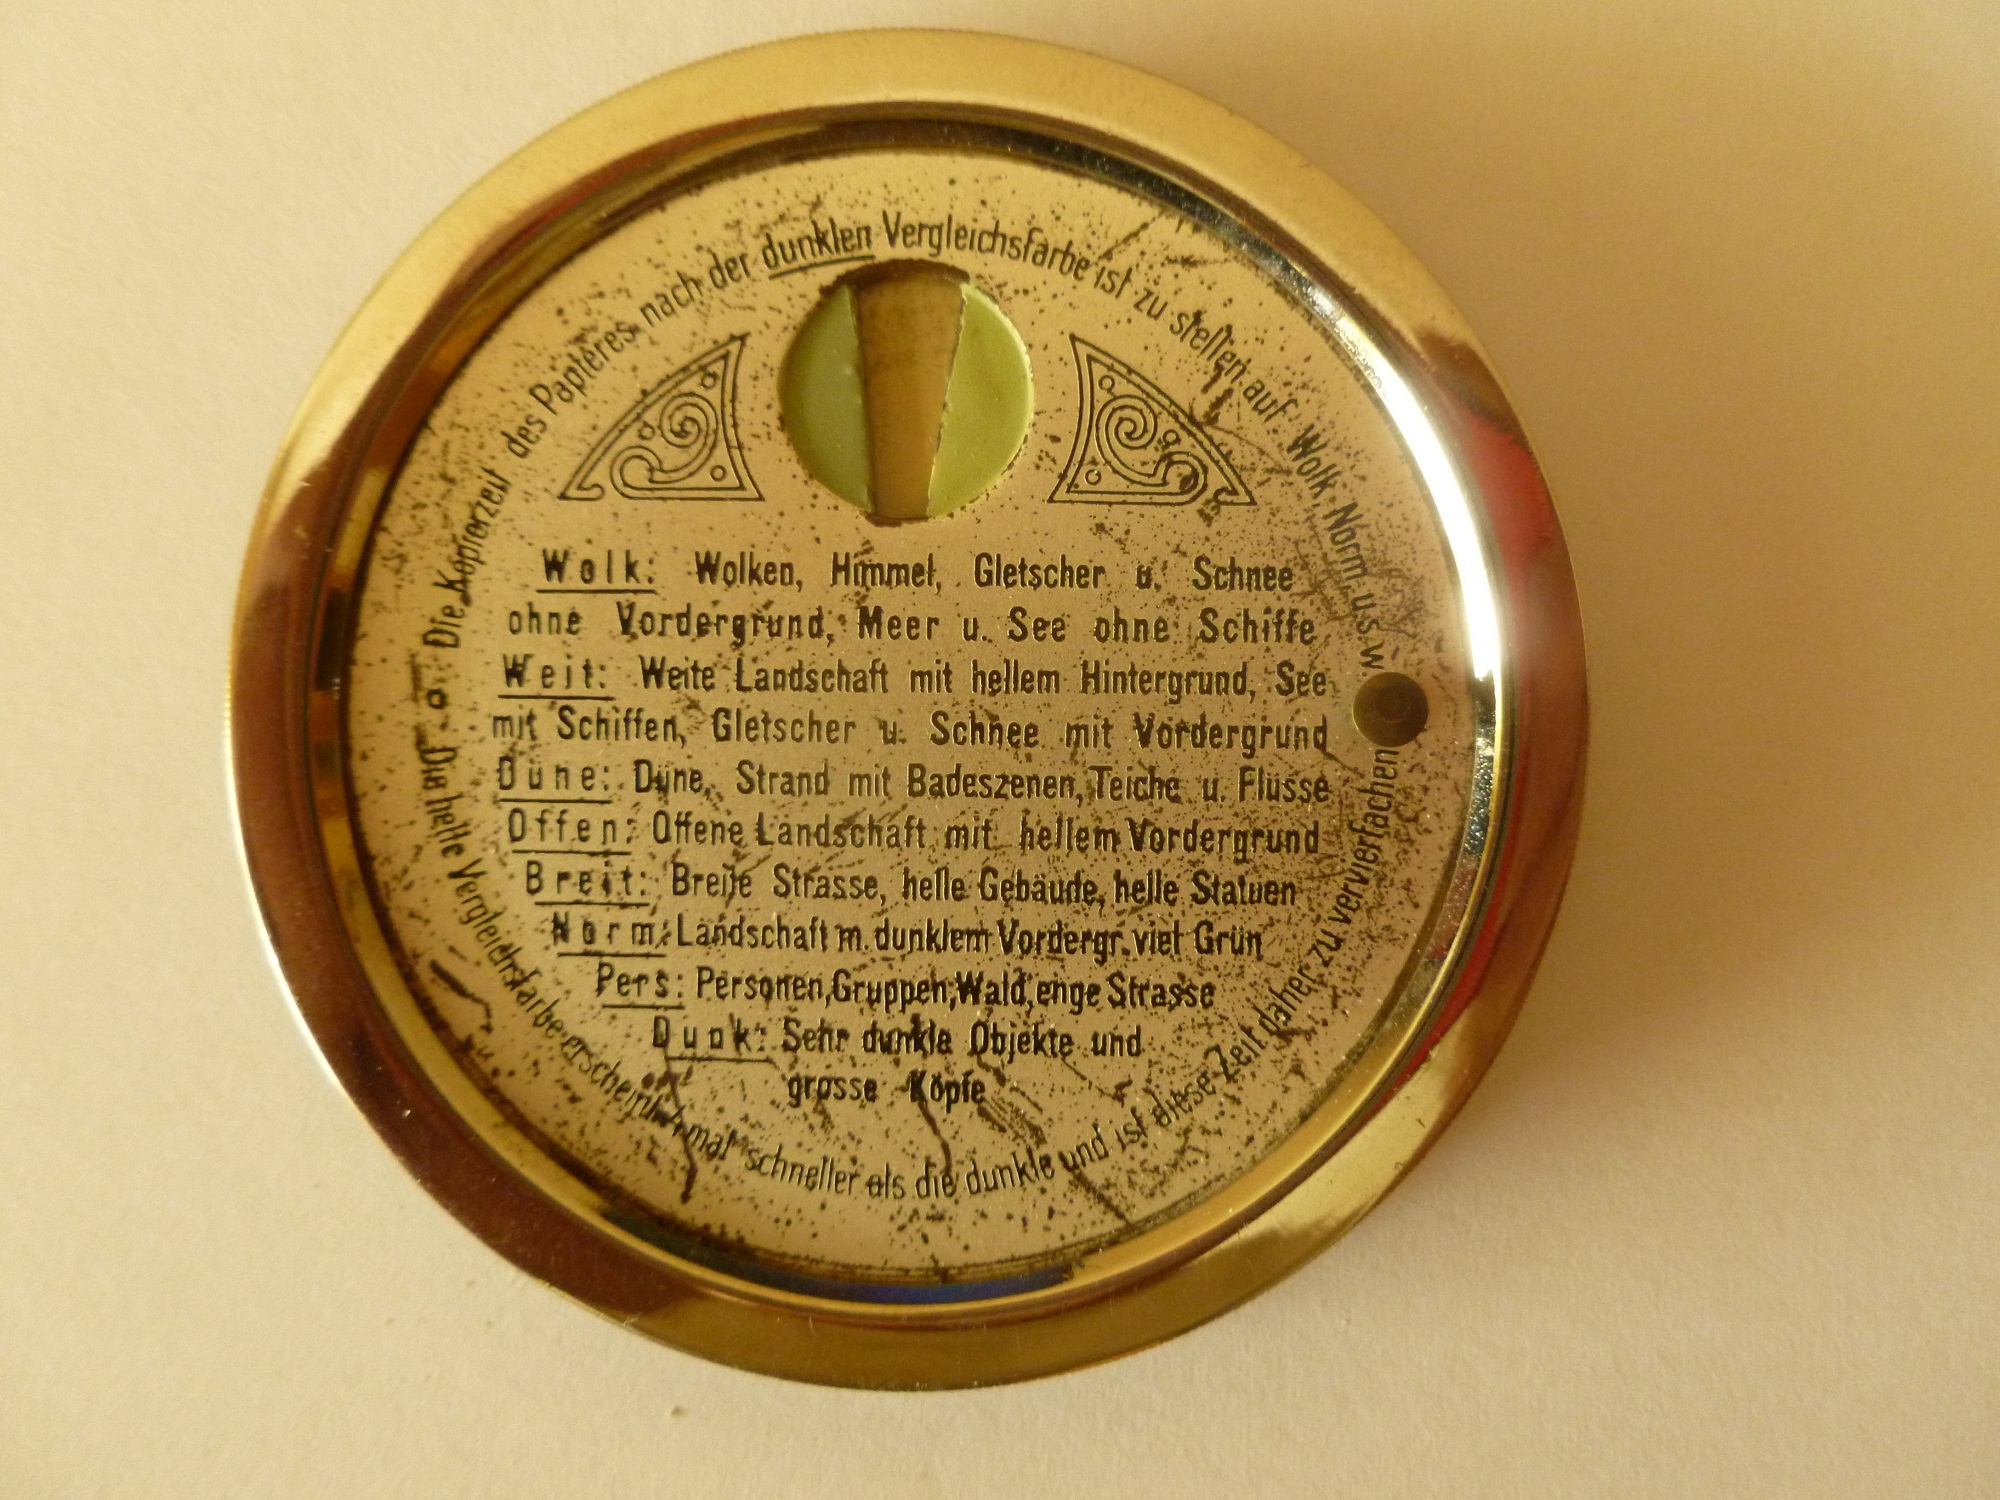 Die Kopierzeit des Papieres nach der dunklen Vergleichsfarbe ist zu stellen auf: Wolk, Norm u.s.w.
Wolk: Wolken, Himmel, Gletscher u. Schnee
ohne Vordergrund, Meer u. See ohne Schiffe
Weit: Weite Landschaft mit hellem Hintergrund, See
mit Schiffen, Gletscher u. Schnee mit Vordergrund
Düne: Düne, Strand mit Badeszenen, Teiche u. Flüsse
Offen: Offene Landschaft mit hellem Vordergrund
Breit: Breite Strasse, helle Gebäude, helle Statuen
Norm: Landschaft m. dunklem Vordergr. viel Grün
Pers: Personen, Gruppen, Wald, enge Strasse
Dunk: Sehr dunkle Objekte und
grosse Köpfe
Die helle Vergleichsfarbe erscheint 4 mal schneller als die dunkle und ist diese Zeit daher zu vervierfachen